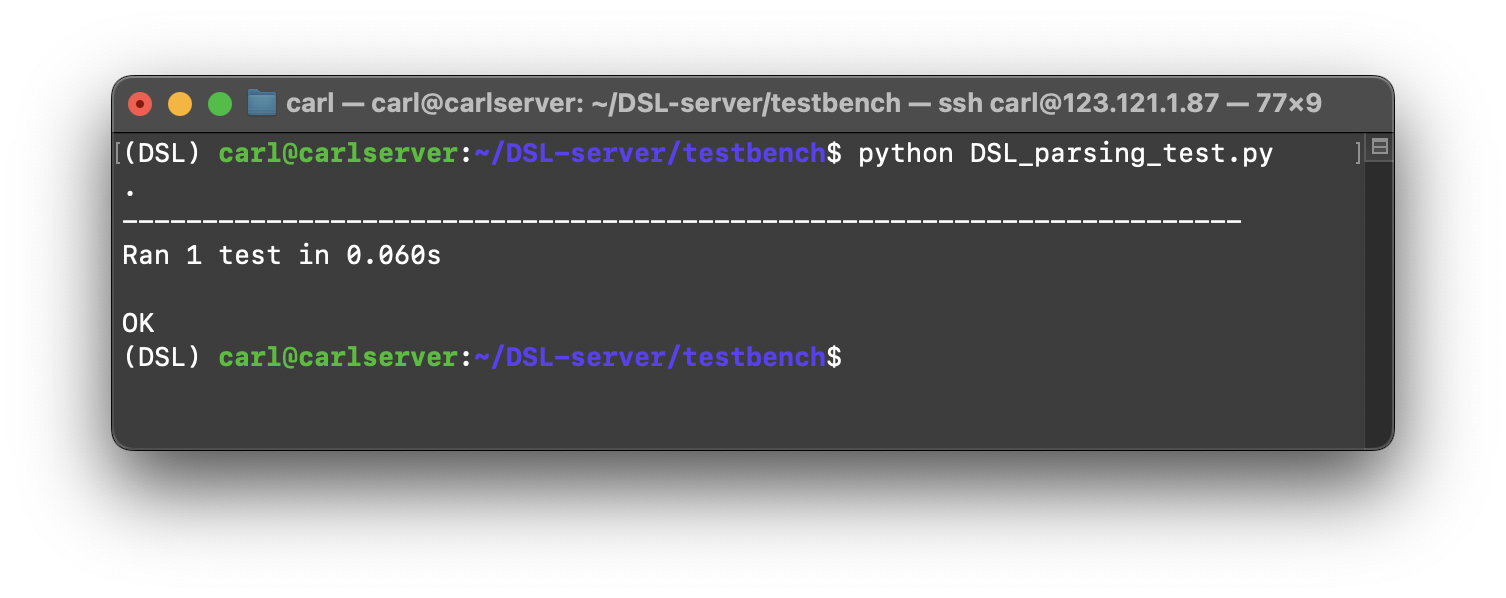 carl — carl@carlserver: ~/DSL-server/testbench — ssh carl@123.121.1.87 — 77×9
[(DSL) carl@carlserver:~/DSL-server/testbench$ python DSL_parsing_test.py ]
.
----------------------------------------------------------------------
Ran 1 test in 0.060s
OK
(DSL) carl@carlserver:~/DSL-server/testbench$